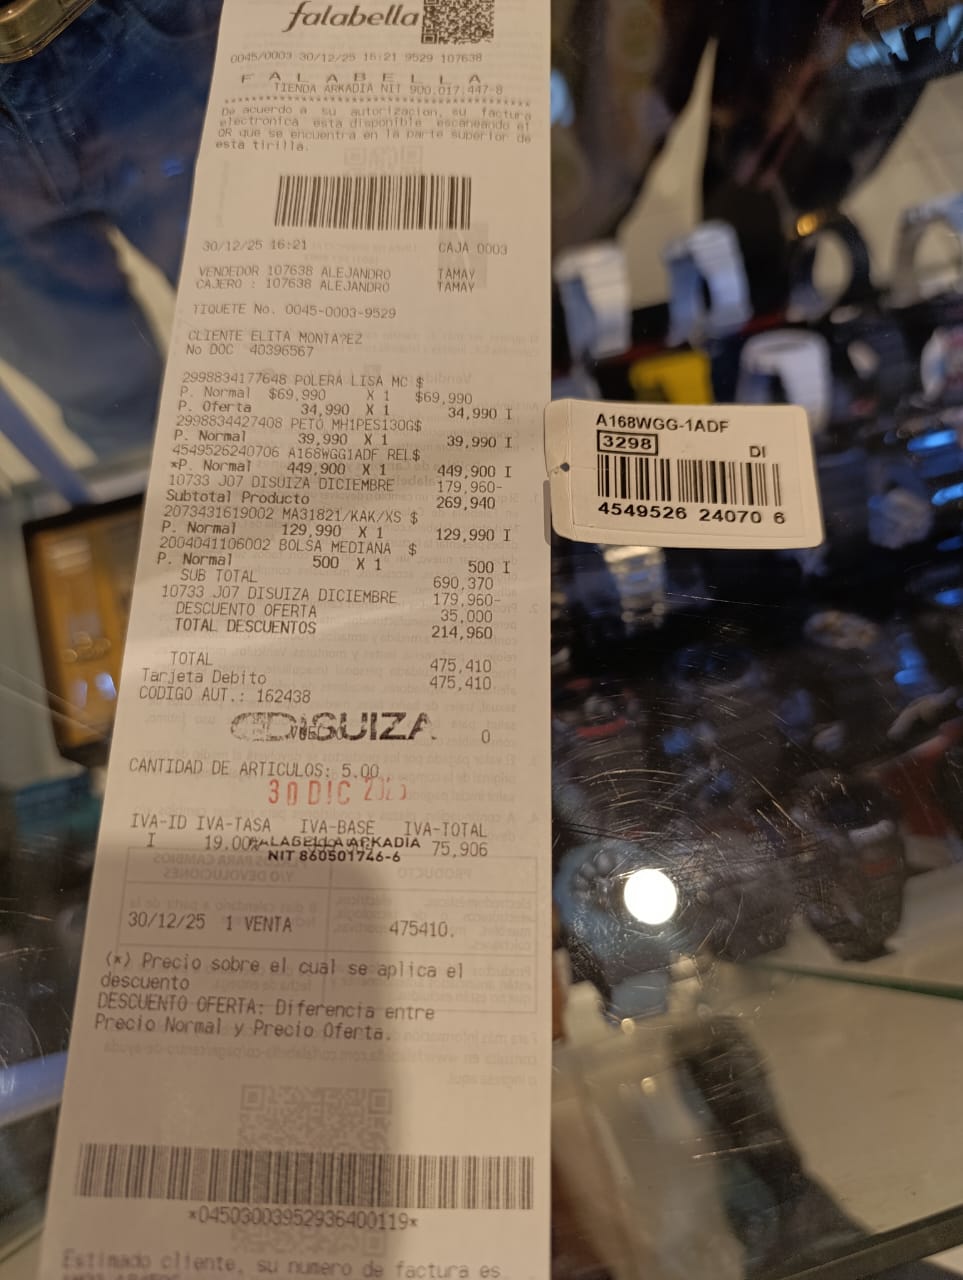 falabella
0045/0003 30/12/25 16:21 9529 107638
F A L A B E L L A
TIENDA ARKADIA NIT 900.017.447-8
De acuerdo a su autorizacion, su factura
electronica esta disponible escaneando el
QR que se encuentra en la parte superior de
esta tirilla.
30/12/25 16:21 CAJA 0003
VENDEDOR 107638 ALEJANDRO TAMAY
CAJERO : 107638 ALEJANDRO TAMAY
TIQUETE No. 0045-0003-9529
CLIENTE ELITA MONTA?EZ
No DOC 40396567
2998834177648 POLERA LISA MC $
P. Normal $69,990 X 1 $69,990
P. Oferta 34,990 X 1 34,990 I
2998834427408 PETO MH1PES130G$
P. Normal 39,990 X 1 39,990 I
4549526240706 A168WGG1ADF REL$
*P. Normal 449,900 X 1 449,900 I
10733 J07 DISUIZA DICIEMBRE 179,960-
Subtotal Producto 269,940
2073431619002 MA31821/KAK/XS $
P. Normal 129,990 X 1 129,990 I
2004041106002 BOLSA MEDIANA $
P. Normal 500 X 1 500 I
SUB TOTAL 690,370
10733 J07 DISUIZA DICIEMBRE 179,960-
DESCUENTO OFERTA 35,000
TOTAL DESCUENTOS 214,960
TOTAL 475,410
Tarjeta Debito 475,410
CODIGO AUT.: 162438
DISUIZA. 0
CANTIDAD DE ARTICULOS: 5.00
30 DIC
IVA-ID IVA-TASA IVA-BASE IVA-TOTAL
I 19.00% 75,906
FALABELLA ARKADIA
NIT 860501746-6
30/12/25 1 VENTA 475410.
(*) Precio sobre el cual se aplica el
descuento
DESCUENTO OFERTA: Diferencia entre
Precio Normal y Precio Oferta.
*04503003952936400119*
Estimado cliente, su numero de factura es
A168WGG-1ADF
3298 DI
4549526 24070 6